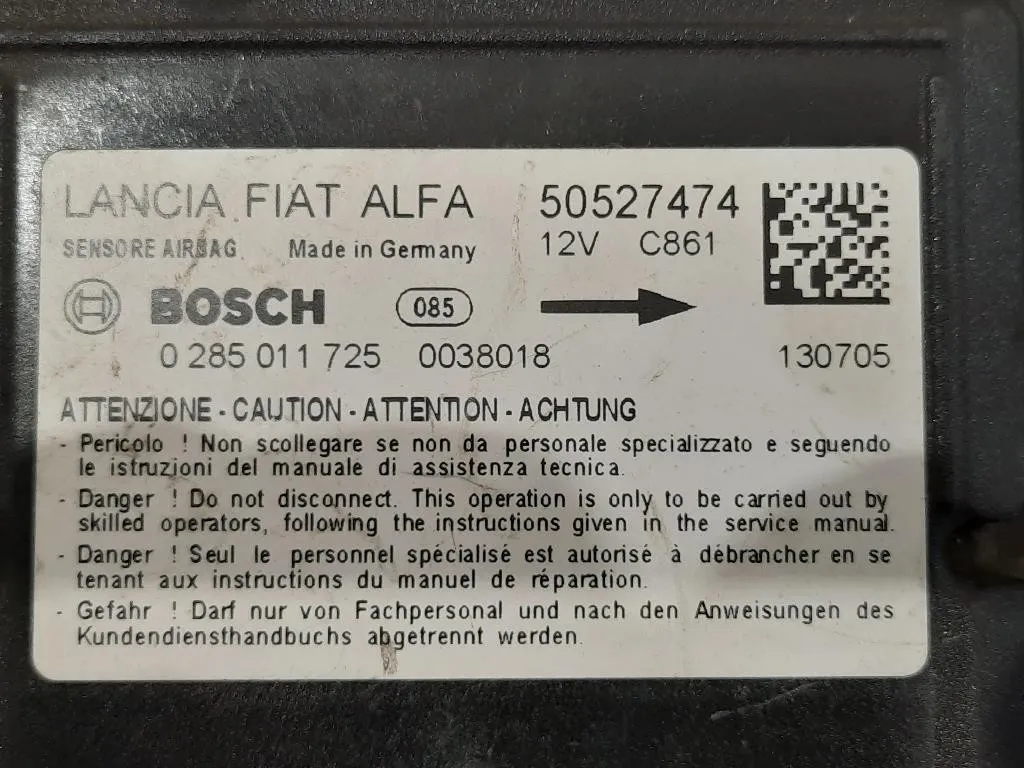 LANCIA FIAT ALFA 50527474
SENSORE AIRBAG Made in Germany 12V C861
BOSCH 085
0 285 011 725 0038018 130705
ATTENZIONE - CAUTION - ATTENTION - ACHTUNG
- Pericolo ! Non scollegare se non da personale specializzato e seguendo
le istruzioni del manuale di assistenza tecnica.
- Danger ! Do not disconnect. This operation is only to be carried out by
skilled operators, following the instructions given in the service manual.
- Danger ! Seul le personnel spécialisé est autorisé à débrancher en se
tenant aux instructions du manuel de réparation.
- Gefahr ! Darf nur von Fachpersonal und nach den Anweisungen des
Kundendiensthandbuchs abgetrennt werden.